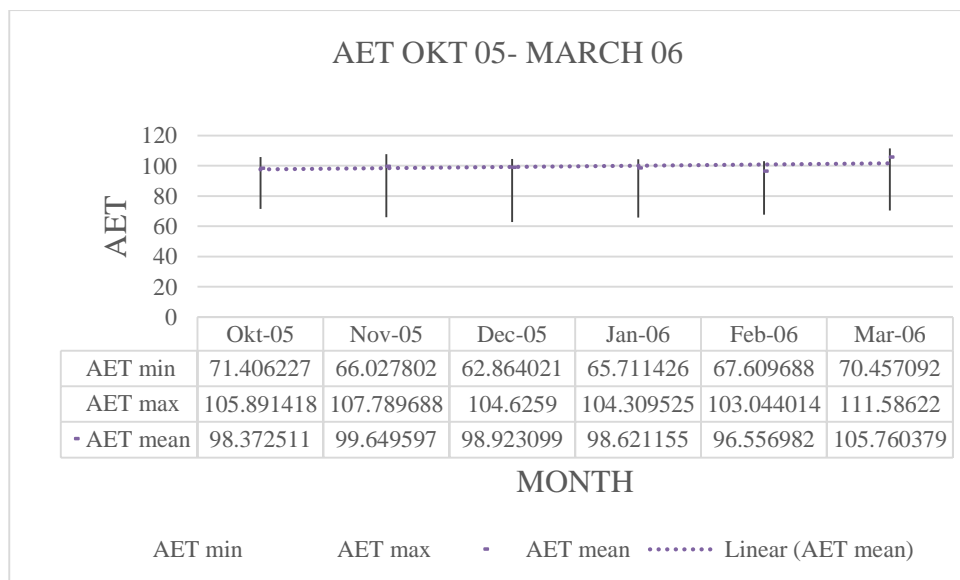 AET OKT 05- MARCH 06
120
100
80
60
40
20
0
AET
Okt-05 Nov-05 Dec-05 Jan-06 Feb-06 Mar-06
AET min 71.406227 66.027802 62.864021 65.711426 67.609688 70.457092
AET max 105.891418 107.789688 104.6259 104.309525 103.044014 111.58622
AET mean 98.372511 99.649597 98.923099 98.621155 96.556982 105.760379
MONTH
AET min AET max AET mean Linear (AET mean)